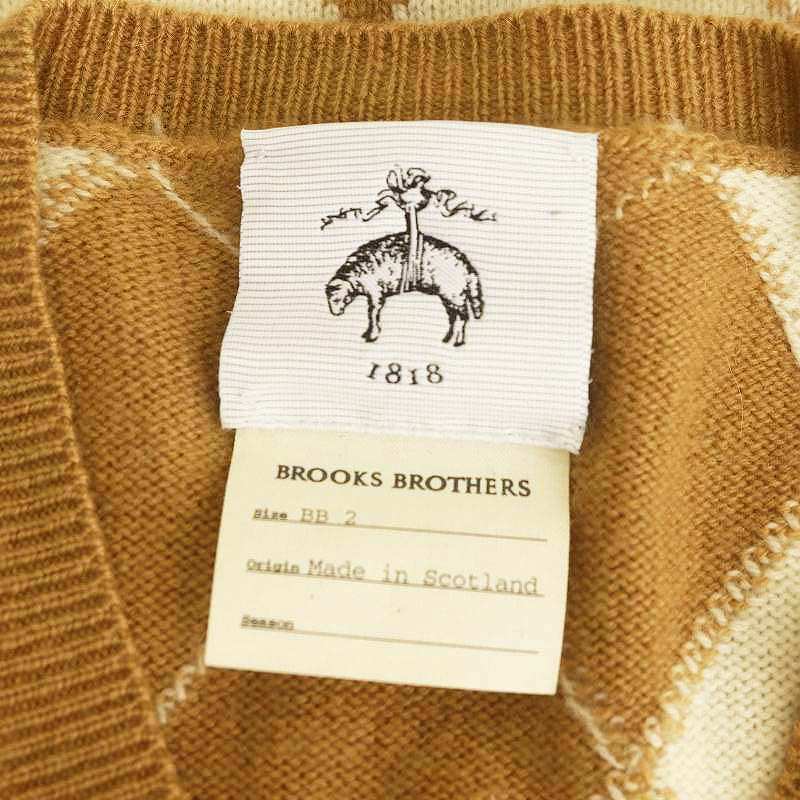 1818
BROOKS BROTHERS
Size BB 2
Origin Made in Scotland
Season